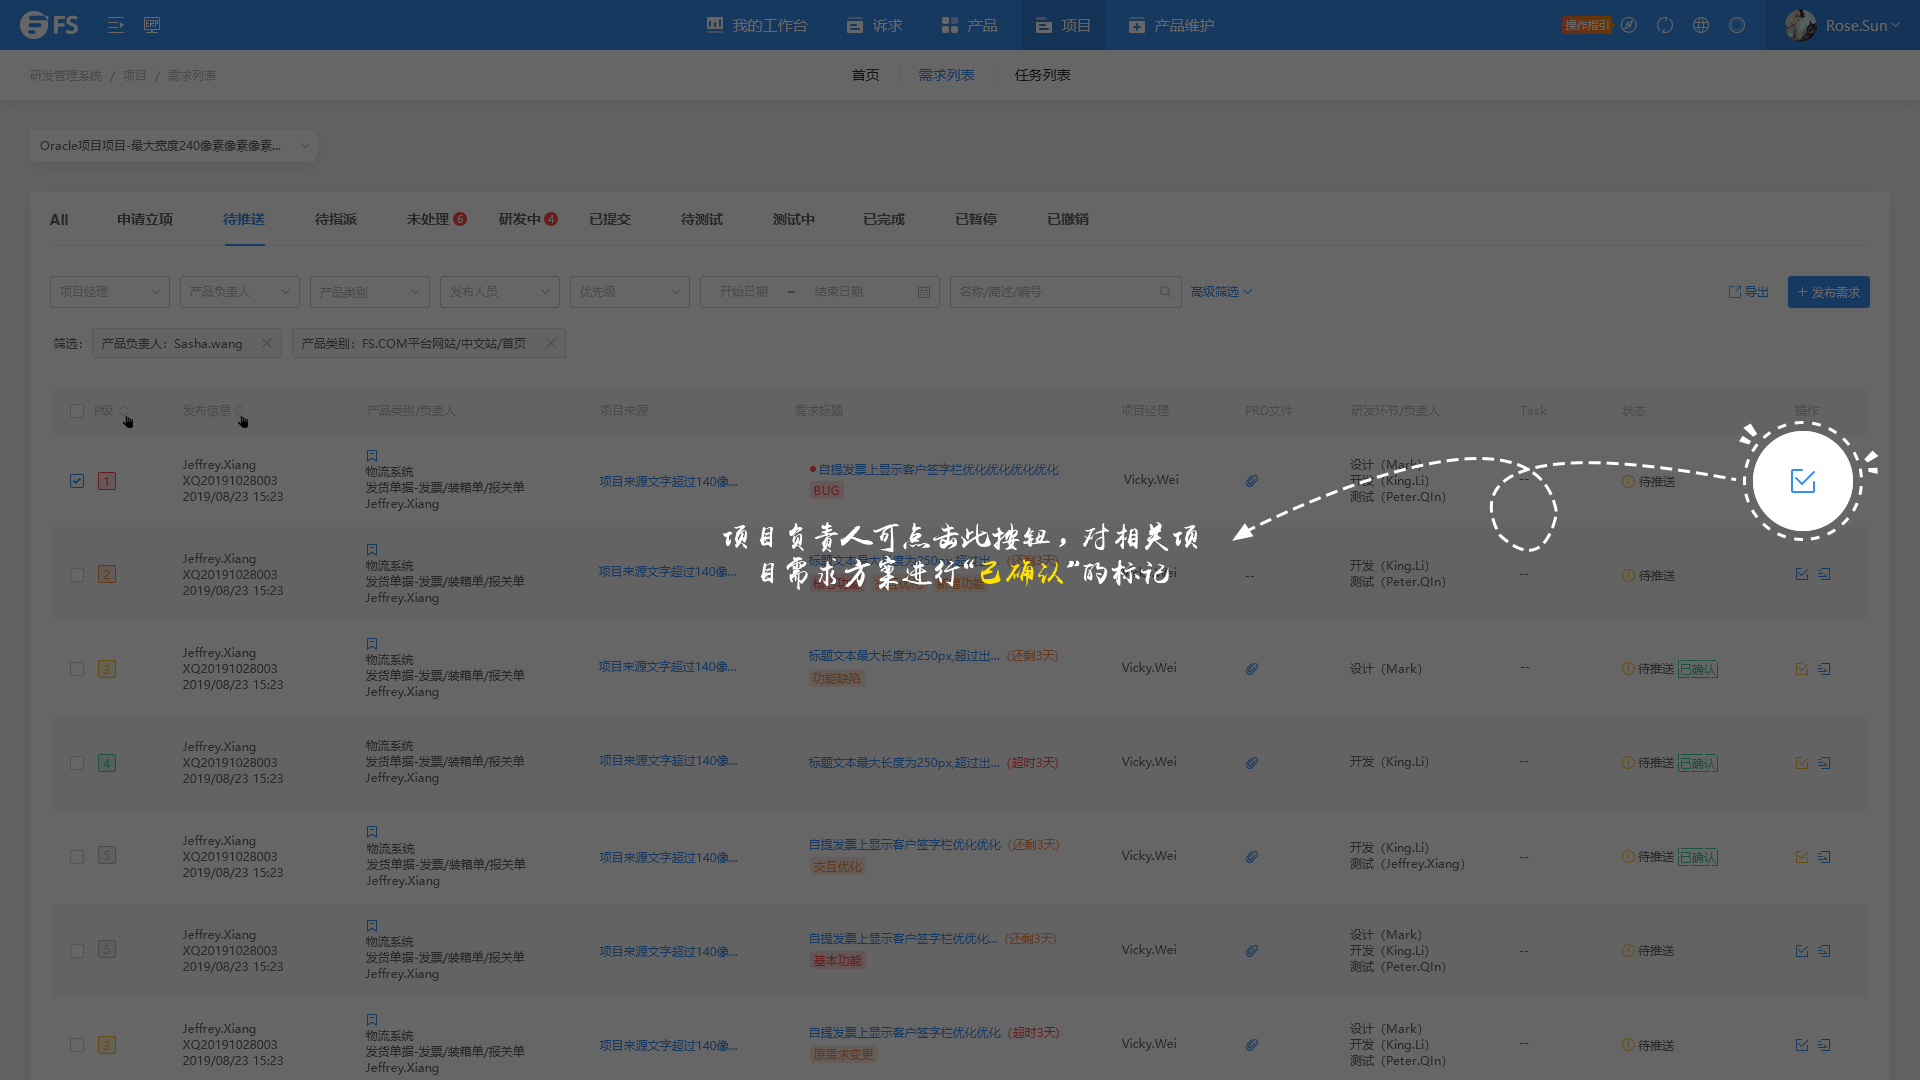 FS
我的工作台
诉求
产品
项目
产品维护
操作指引
Rose.Sun
研发管理系统 / 项目 / 需求列表
首页
需求列表
任务列表
Oracle项目项目-最大宽度240像素像素像素...
All
申请立项
待推送
待指派
未处理 6
研发中 4
已提交
待测试
测试中
已完成
已暂停
已撤销
项目经理
产品负责人
产品类别
发布人员
优先级
开始日期 ~ 结束日期
名称/简述/编号
高级筛选
导出
+ 发布需求
筛选:
产品负责人: Sasha.wang
产品类别: FS.COM平台网站/中文站/首页
P级
发布信息
产品类别/负责人
项目来源
需求标题
项目经理
PRD文件
研发环节/负责人
Task
状态
操作
1
Jeffrey.Xiang
XQ20191028003
2019/08/23 15:23
物流系统
发货单据-发票/装箱单/报关单
Jeffrey.Xiang
项目来源文字超过140像...
自提发票上显示客户签字栏优化优化优化优化
BUG
Vicky.Wei
设计（Mark）
开发（King.Li）
测试（Peter.QIn）
--
待推送
项目负责人可点击此按钮，对相关项
目需求方案进行“已确认”的标记
2
Jeffrey.Xiang
XQ20191028003
2019/08/23 15:23
物流系统
发货单据-发票/装箱单/报关单
Jeffrey.Xiang
项目来源文字超过140像...
标题文本最大长度为250px,超过出... (还剩3天)
核心功能
交互优化
新增功能
--
开发（King.Li）
测试（Peter.QIn）
--
待推送
3
Jeffrey.Xiang
XQ20191028003
2019/08/23 15:23
物流系统
发货单据-发票/装箱单/报关单
Jeffrey.Xiang
项目来源文字超过140像...
标题文本最大长度为250px,超过出... (还剩3天)
功能缺陷
Vicky.Wei
设计（Mark）
--
待推送 已确认
4
Jeffrey.Xiang
XQ20191028003
2019/08/23 15:23
物流系统
发货单据-发票/装箱单/报关单
Jeffrey.Xiang
项目来源文字超过140像...
标题文本最大长度为250px,超过出... (超时3天)
Vicky.Wei
开发（King.Li）
--
待推送 已确认
5
Jeffrey.Xiang
XQ20191028003
2019/08/23 15:23
物流系统
发货单据-发票/装箱单/报关单
Jeffrey.Xiang
项目来源文字超过140像...
自提发票上显示客户签字栏优化优化 (还剩3天)
交互优化
Vicky.Wei
开发（King.Li）
测试（Jeffrey.Xiang）
--
待推送 已确认
5
Jeffrey.Xiang
XQ20191028003
2019/08/23 15:23
物流系统
发货单据-发票/装箱单/报关单
Jeffrey.Xiang
项目来源文字超过140像...
自提发票上显示客户签字栏优优化... (还剩3天)
基本功能
Vicky.Wei
设计（Mark）
开发（King.Li）
测试（Peter.QIn）
--
待推送
3
Jeffrey.Xiang
XQ20191028003
2019/08/23 15:23
物流系统
发货单据-发票/装箱单/报关单
Jeffrey.Xiang
项目来源文字超过140像...
自提发票上显示客户签字栏优化优化 (超时3天)
原需求变更
Vicky.Wei
设计（Mark）
开发（King.Li）
测试（Peter.QIn）
--
待推送